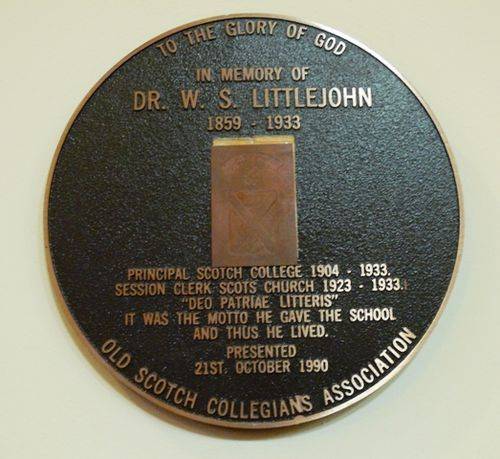 TO THE GLORY OF GOD
IN MEMORY OF
DR. W. S. LITTLEJOHN
1859 - 1933
PRINCIPAL SCOTCH COLLEGE 1904 - 1933.
SESSION CLERK SCOTS CHURCH 1923 - 1933.
"DEO PATRIAE LITTERIS"
IT WAS THE MOTTO HE GAVE THE SCHOOL
AND THUS HE LIVED.
PRESENTED
21ST. OCTOBER 1990
OLD SCOTCH COLLEGIANS ASSOCIATION